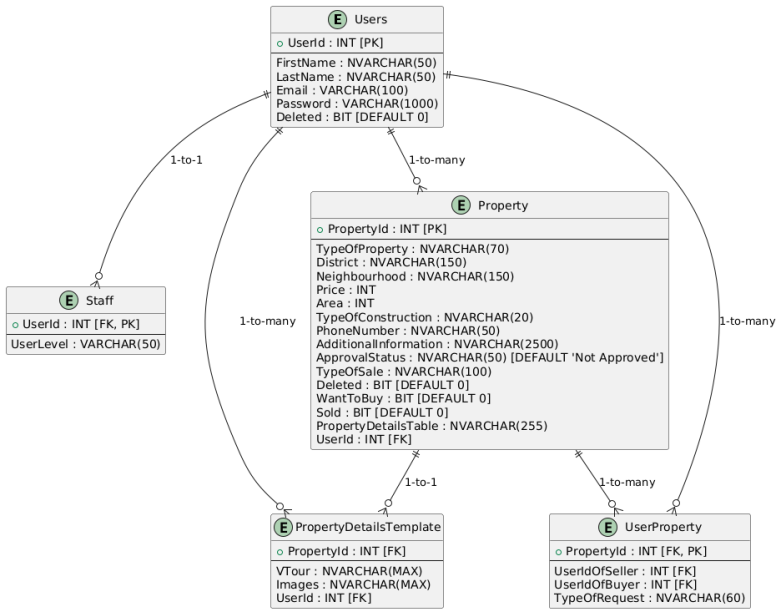 E Users
UserId : INT [PK]
FirstName : NVARCHAR(50)
LastName : NVARCHAR(50)
Email : VARCHAR(100)
Password : VARCHAR(1000)
Deleted : BIT [DEFAULT 0]
1-to-1
1-to-many
E Property
PropertyId : INT [PK]
TypeOfProperty : NVARCHAR(70)
District : NVARCHAR(150)
Neighbourhood : NVARCHAR(150)
Price : INT
Area : INT
TypeOfConstruction : NVARCHAR(20)
PhoneNumber : NVARCHAR(50)
AdditionalInformation : NVARCHAR(2500)
ApprovalStatus : NVARCHAR(50) [DEFAULT 'Not Approved']
TypeOfSale : NVARCHAR(100)
Deleted : BIT [DEFAULT 0]
WantToBuy : BIT [DEFAULT 0]
Sold : BIT [DEFAULT 0]
PropertyDetailsTable : NVARCHAR(255)
UserId : INT [FK]
E Staff
UserId : INT [FK, PK]
UserLevel : VARCHAR(50)
1-to-many
1-to-many
1-to-1
1-to-many
E PropertyDetailsTemplate
PropertyId : INT [FK]
VTour : NVARCHAR(MAX)
Images : NVARCHAR(MAX)
UserId : INT [FK]
E UserProperty
PropertyId : INT [FK, PK]
UserIdOfSeller : INT [FK]
UserIdOfBuyer : INT [FK]
TypeOfRequest : NVARCHAR(60)